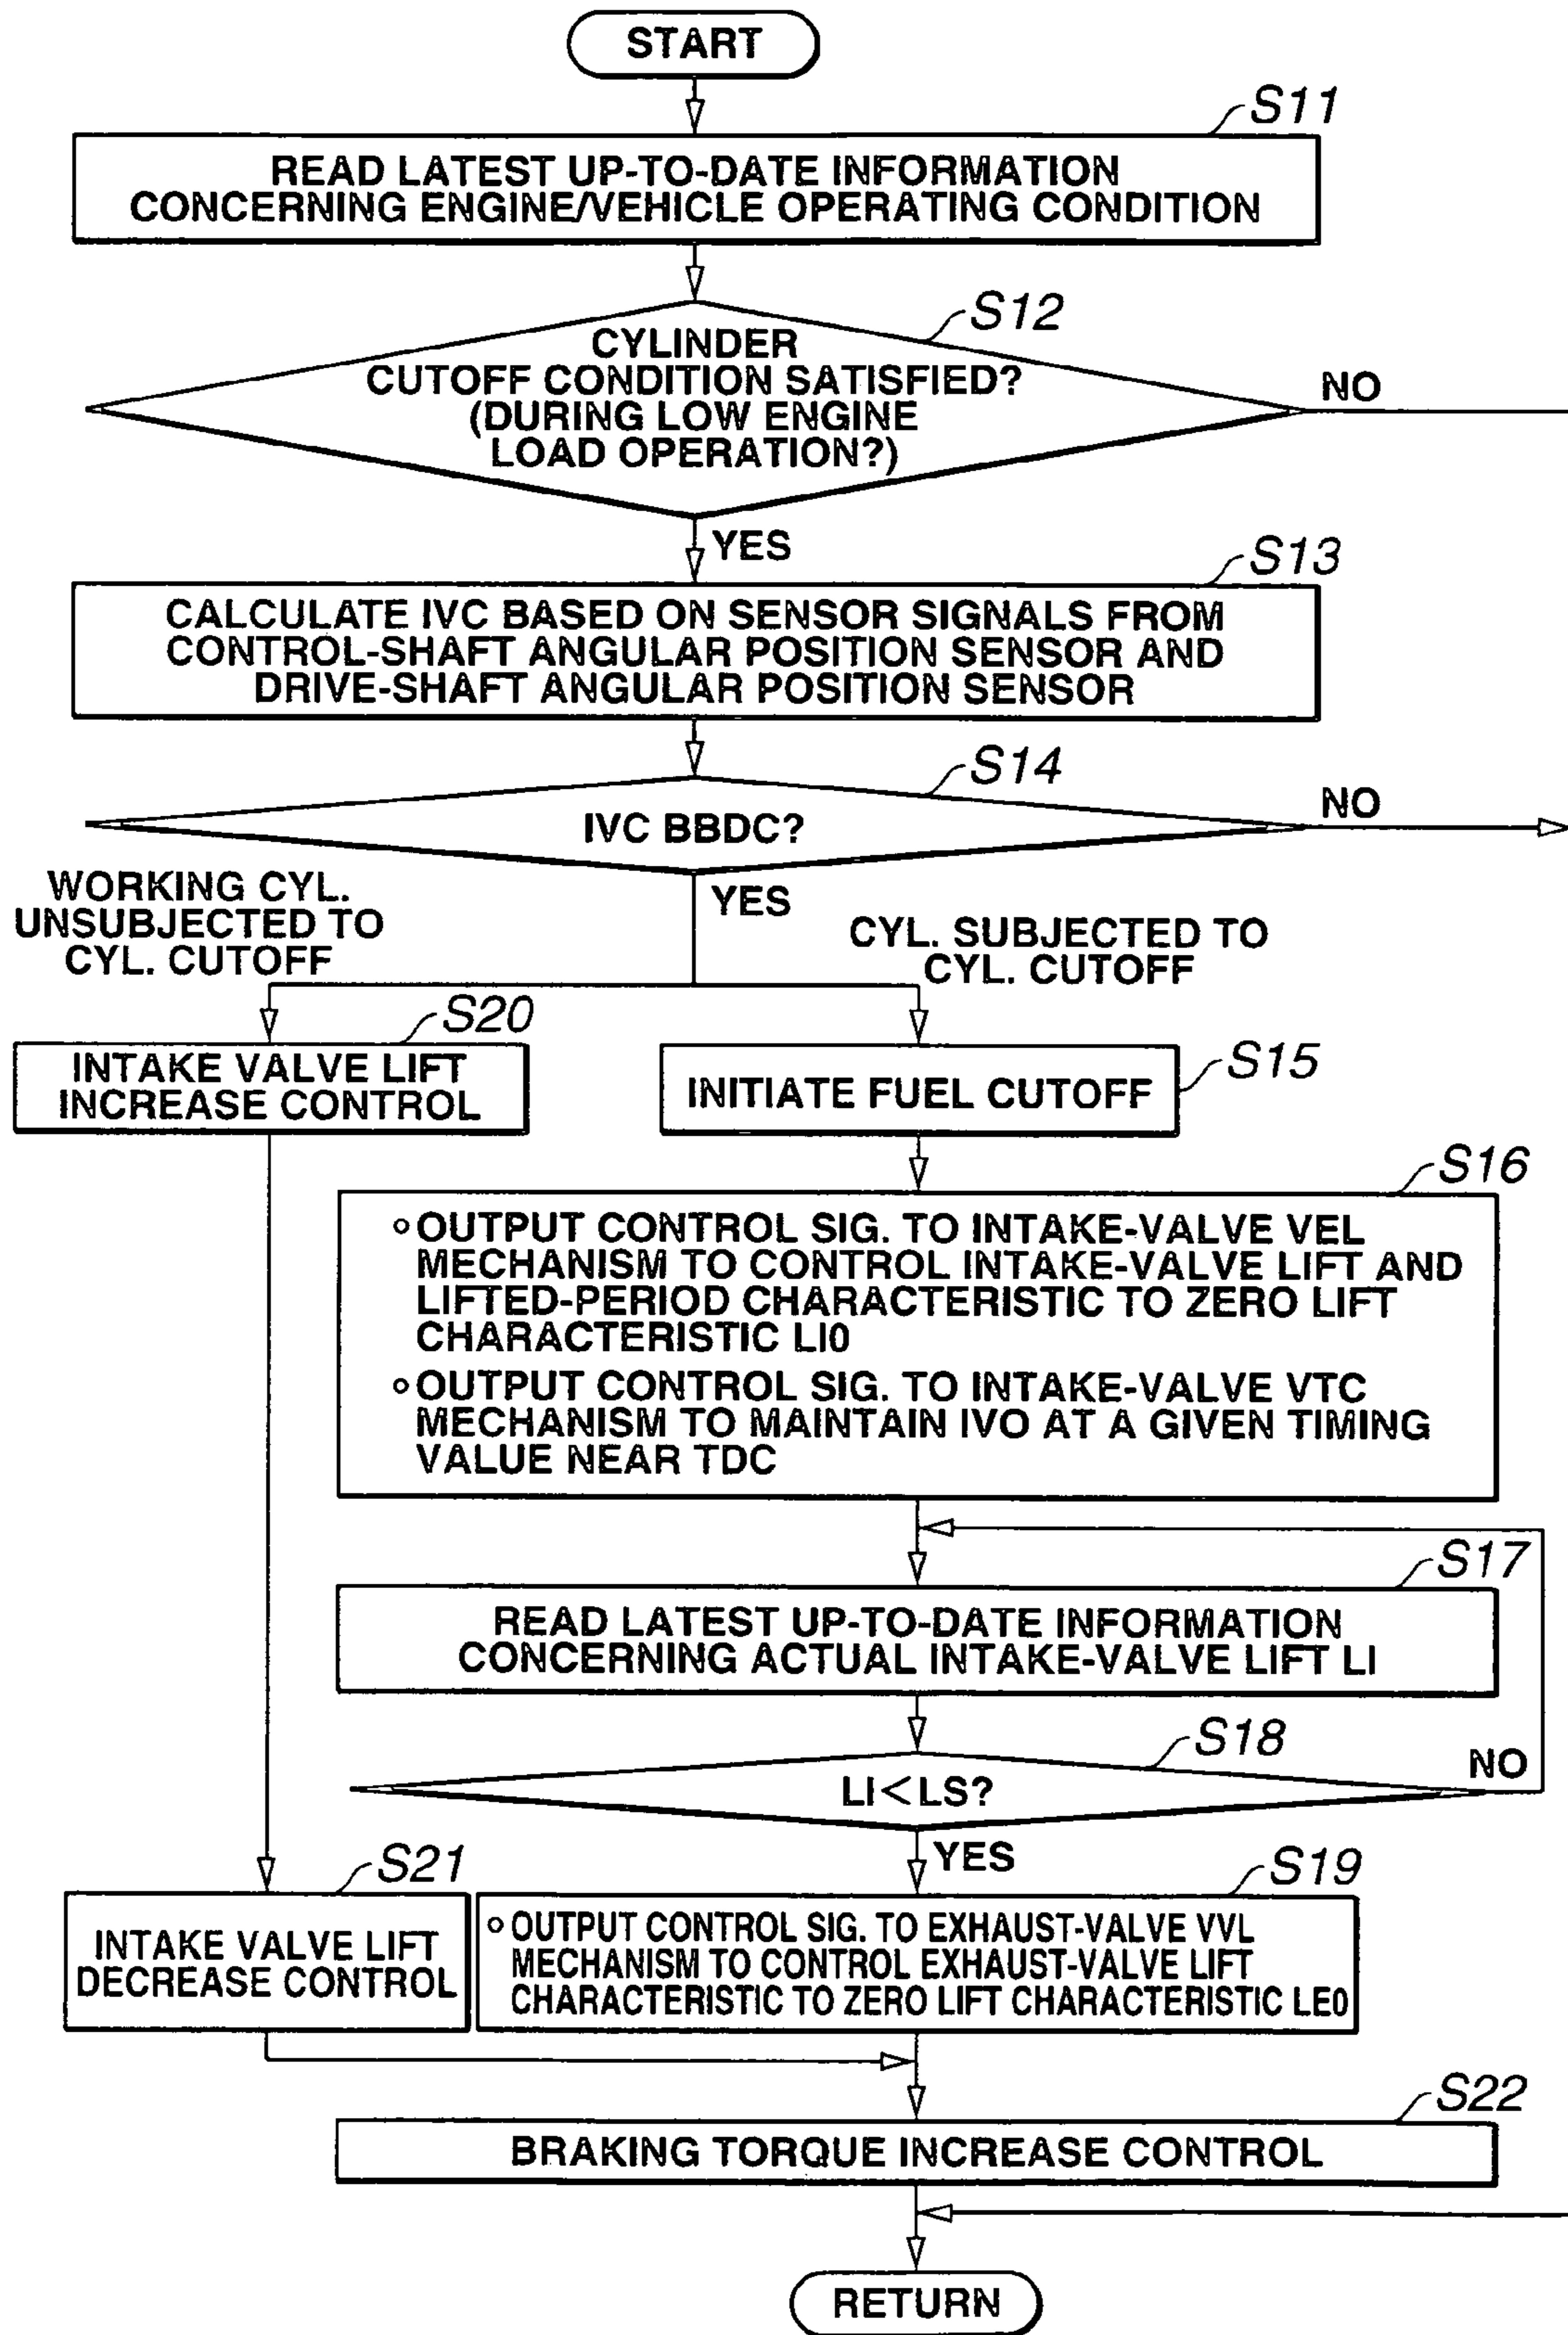 START
S11
READ LATEST UP-TO-DATE INFORMATION
CONCERNING ENGINE/VEHICLE OPERATING CONDITION
S12
CYLINDER
CUTOFF CONDITION SATISFIED?
(DURING LOW ENGINE
LOAD OPERATION?)
NO
YES
S13
CALCULATE IVC BASED ON SENSOR SIGNALS FROM
CONTROL-SHAFT ANGULAR POSITION SENSOR AND
DRIVE-SHAFT ANGULAR POSITION SENSOR
S14
IVC BBDC?
NO
YES
WORKING CYL.
UNSUBJECTED TO
CYL. CUTOFF
CYL. SUBJECTED TO
CYL. CUTOFF
S20
INTAKE VALVE LIFT
INCREASE CONTROL
S15
INITIATE FUEL CUTOFF
S16
○ OUTPUT CONTROL SIG. TO INTAKE-VALVE VEL
MECHANISM TO CONTROL INTAKE-VALVE LIFT AND
LIFTED-PERIOD CHARACTERISTIC TO ZERO LIFT
CHARACTERISTIC LI0
○ OUTPUT CONTROL SIG. TO INTAKE-VALVE VTC
MECHANISM TO MAINTAIN IVO AT A GIVEN TIMING
VALUE NEAR TDC
S17
READ LATEST UP-TO-DATE INFORMATION
CONCERNING ACTUAL INTAKE-VALVE LIFT LI
S18
LI<LS?
NO
YES
S21
INTAKE VALVE LIFT
DECREASE CONTROL
S19
○ OUTPUT CONTROL SIG. TO EXHAUST-VALVE VVL
MECHANISM TO CONTROL EXHAUST-VALVE LIFT
CHARACTERISTIC TO ZERO LIFT CHARACTERISTIC LE0
S22
BRAKING TORQUE INCREASE CONTROL
RETURN